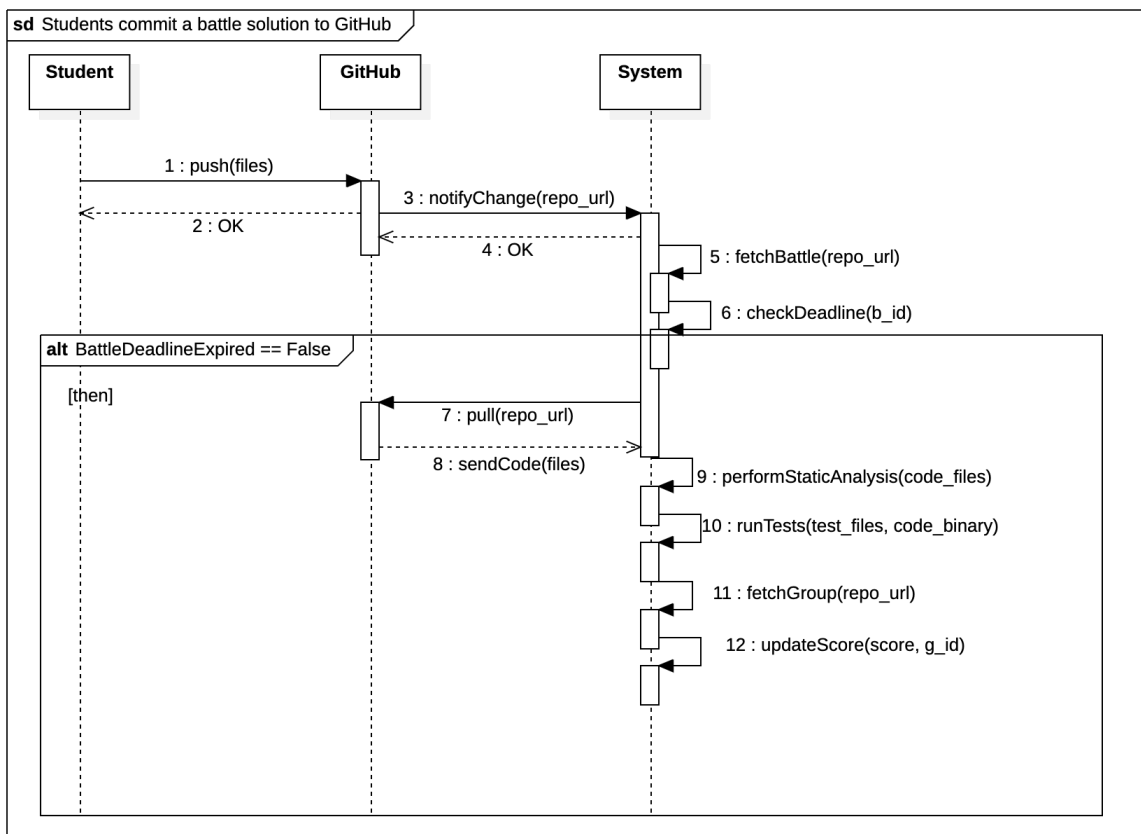 sd Students commit a battle solution to GitHub
Student
GitHub
System
1 : push(files)
3 : notifyChange(repo_url)
2 : OK
4 : OK
5 : fetchBattle(repo_url)
6 : checkDeadline(b_id)
alt BattleDeadlineExpired == False
[then]
7 : pull(repo_url)
8 : sendCode(files)
9 : performStaticAnalysis(code_files)
10 : runTests(test_files, code_binary)
11 : fetchGroup(repo_url)
12 : updateScore(score, g_id)